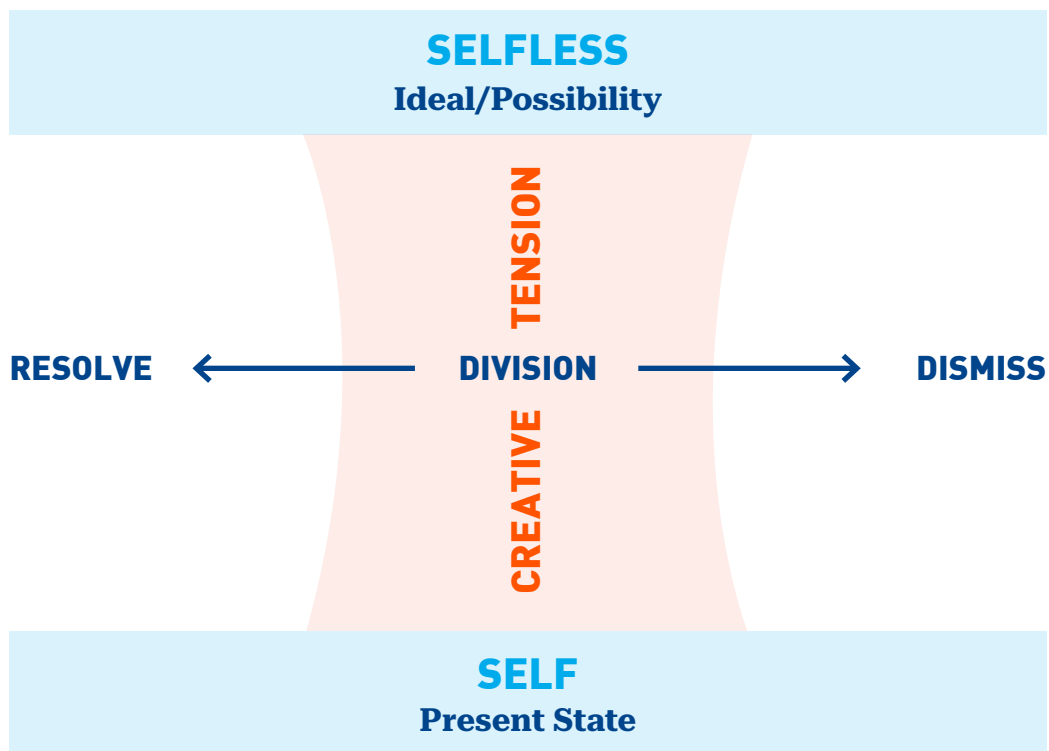 SELFLESS
Ideal/Possibility
CREATIVE TENSION
RESOLVE DIVISION DISMISS
SELF
Present State